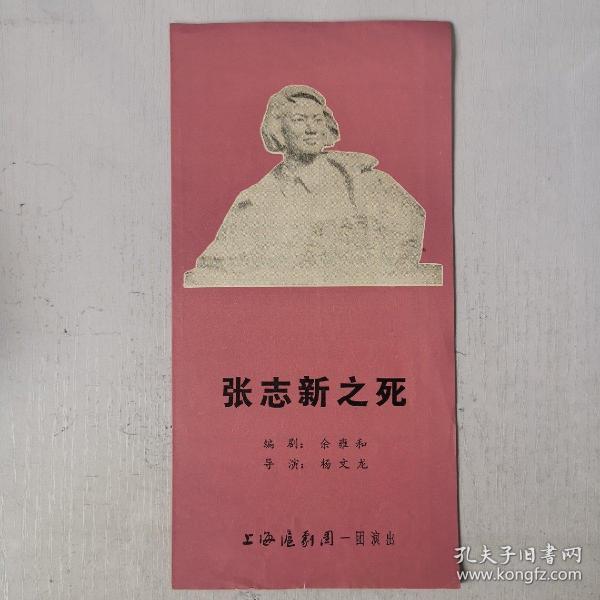 张志新之死
编剧：余雍和
导演：杨文龙
上海沪剧团一团演出
孔夫子旧书网
www.kongfz.com